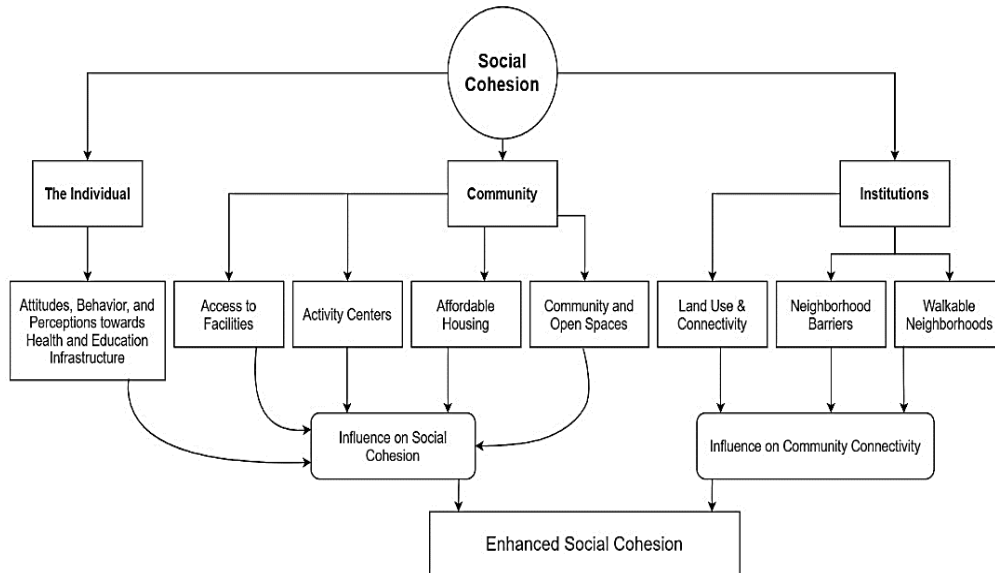 Social
Cohesion
The Individual
Community
Institutions
Attitudes, Behavior, and
Perceptions towards
Health and Education
Infrastructure
Access to
Facilities
Activity Centers
Affordable
Housing
Community and
Open Spaces
Land Use &
& Connectivity
Neighborhood
Barriers
Walkable
Neighborhoods
Influence on Social
Cohesion
Influence on Community Connectivity
Enhanced Social Cohesion